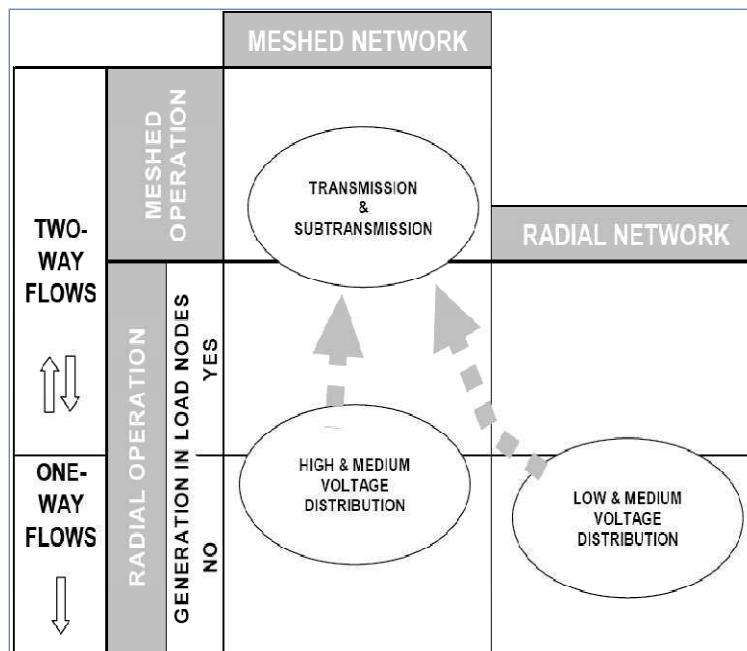 MESHED NETWORK
MESHED
OPERATION
TRANSMISSION
&
SUBTRANSMISSION
RADIAL NETWORK
TWO-
WAY
FLOWS
RADIAL OPERATION
GENERATION IN LOAD NODES
YES
NO
HIGH & MEDIUM
VOLTAGE
DISTRIBUTION
ONE-
WAY
FLOWS
LOW & MEDIUM
VOLTAGE
DISTRIBUTION